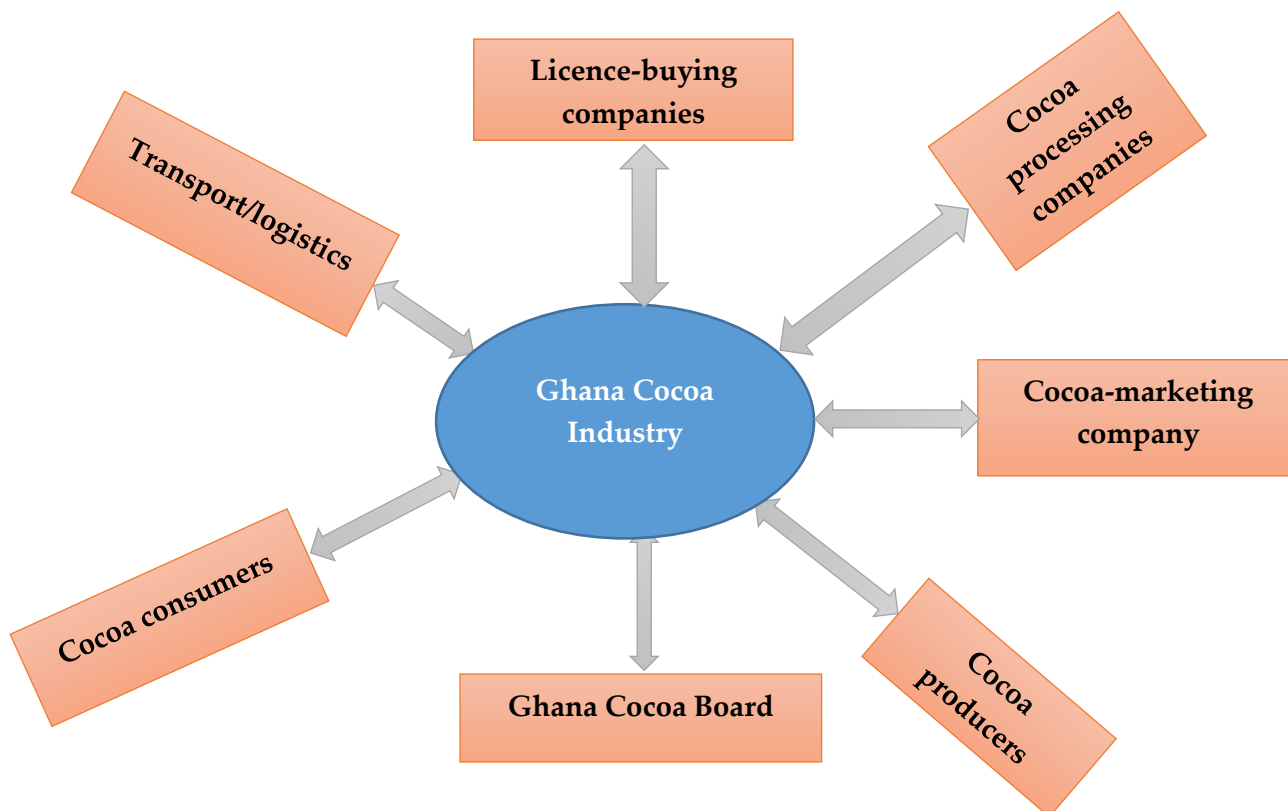 Licence-buying
companies
Cocoa
processing
companies
Transport/logistics
Ghana Cocoa
Industry
Cocoa-marketing
company
Cocoa consumers
Ghana Cocoa Board
Cocoa
producers